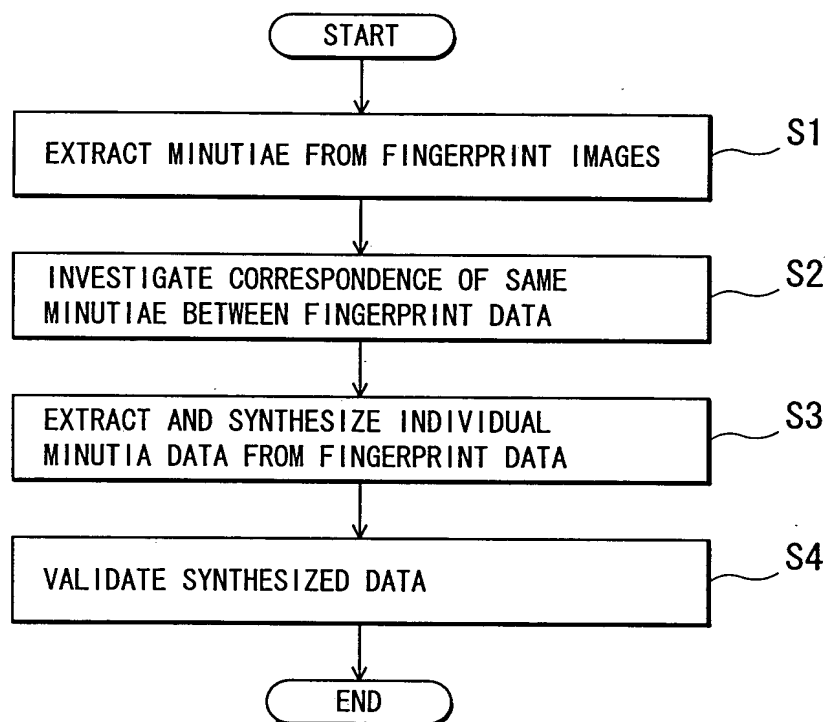 START
EXTRACT MINUTIAE FROM FINGERPRINT IMAGES
S1
INVESTIGATE CORRESPONDENCE OF SAME
MINUTIAE BETWEEN FINGERPRINT DATA
S2
EXTRACT AND SYNTHESIZE INDIVIDUAL
MINUTIA DATA FROM FINGERPRINT DATA
S3
VALIDATE SYNTHESIZED DATA
S4
END